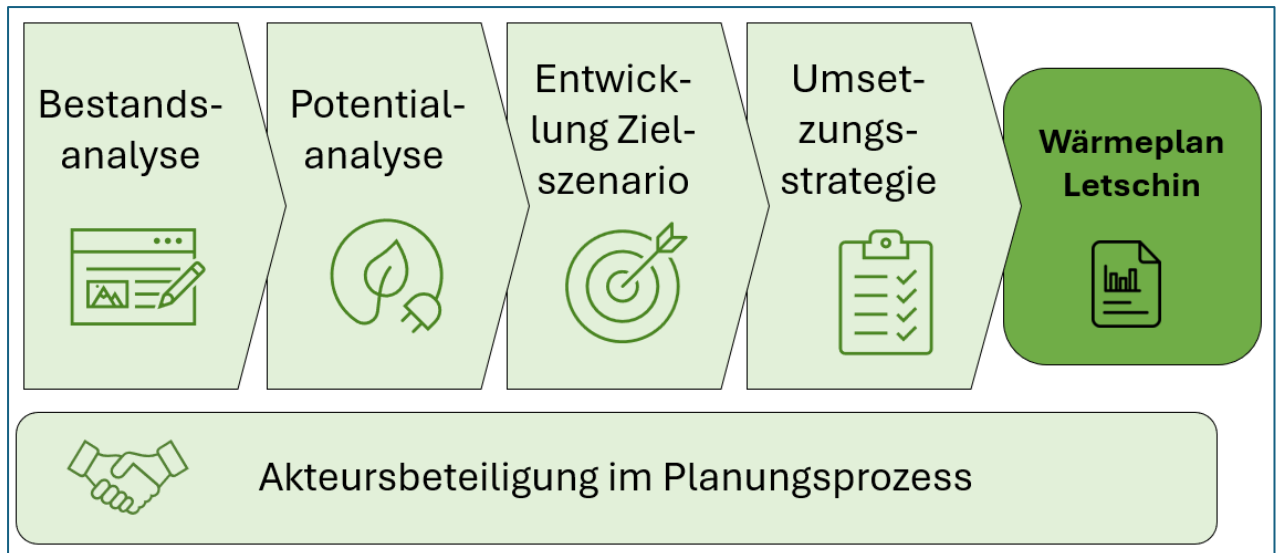 Bestands-
analyse
Potential-
analyse
Entwick-
lung Ziel-
szenario
Umset-
zungs-
strategie
Wärmeplan
Letschin
Akteursbeteiligung im Planungsprozess